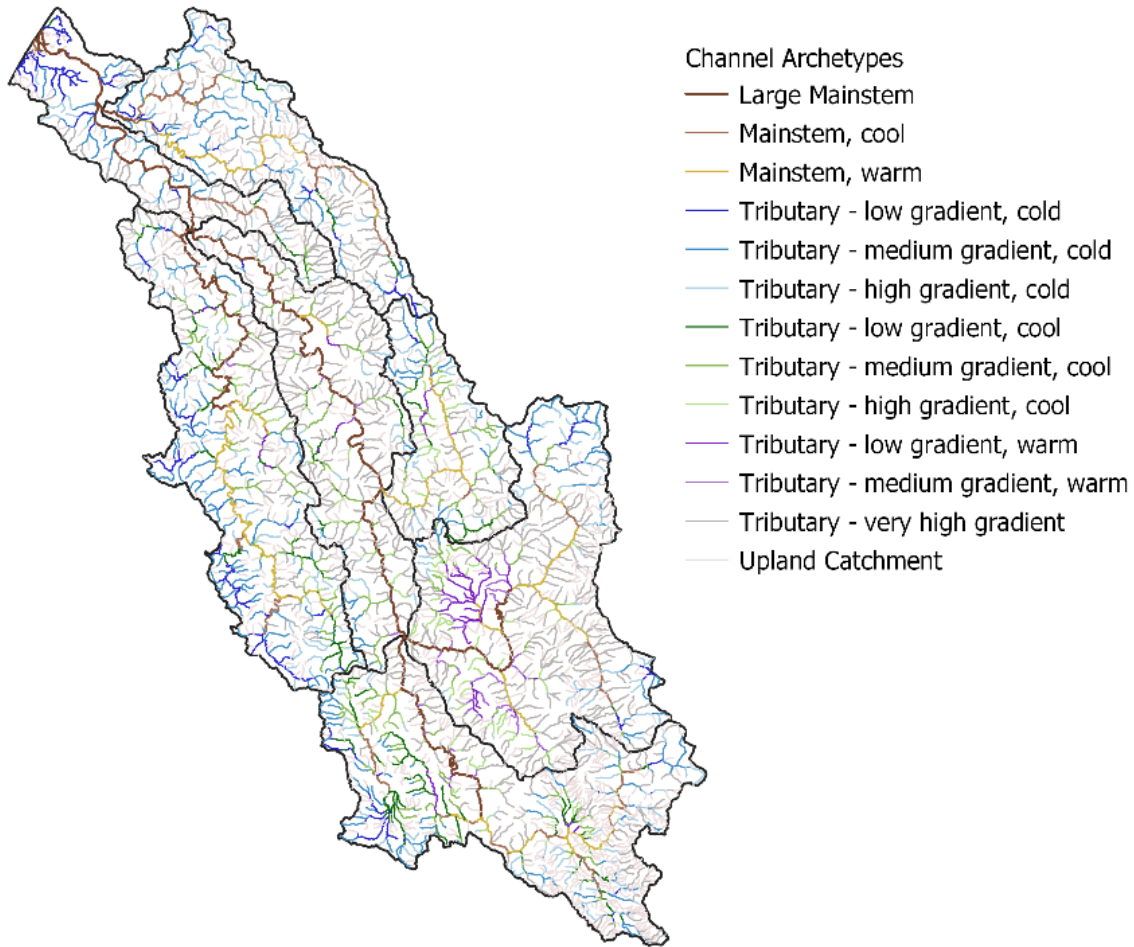 Channel Archetypes
Large Mainstem
Mainstem, cool
Mainstem, warm
Tributary - low gradient, cold
Tributary - medium gradient, cold
Tributary - high gradient, cold
Tributary - low gradient, cool
Tributary - medium gradient, cool
Tributary - high gradient, cool
Tributary - low gradient, warm
Tributary - medium gradient, warm
Tributary - very high gradient
Upland Catchment